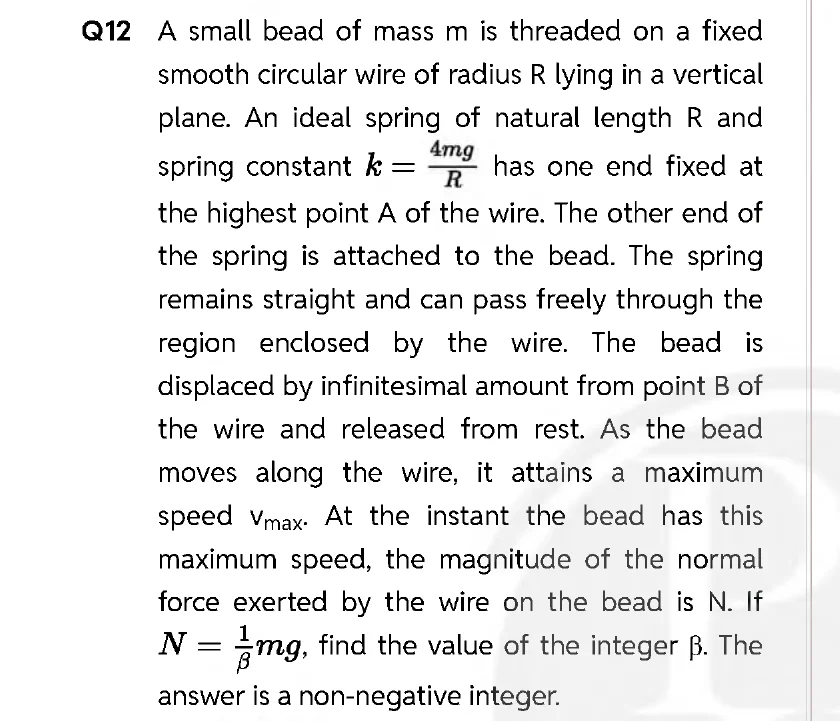 Q12 A small bead of mass m is threaded on a fixed
smooth circular wire of radius R lying in a vertical
plane. An ideal spring of natural length R and
spring constant k = 4mg/R has one end fixed at
the highest point A of the wire. The other end of
the spring is attached to the bead. The spring
remains straight and can pass freely through the
region enclosed by the wire. The bead is
displaced by infinitesimal amount from point B of
the wire and released from rest. As the bead
moves along the wire, it attains a maximum
speed vmax. At the instant the bead has this
maximum speed, the magnitude of the normal
force exerted by the wire on the bead is N. If
N = 1/β mg, find the value of the integer β. The
answer is a non-negative integer.